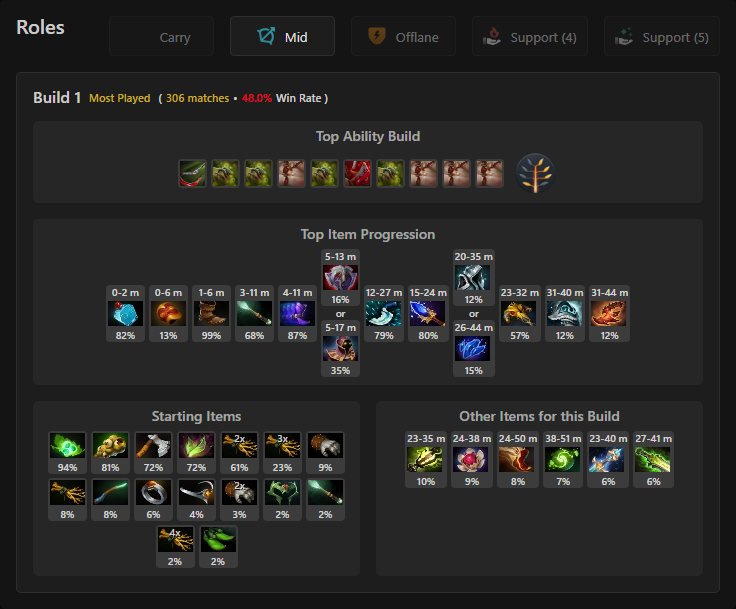 Roles
Carry
Mid
Offlane
Support (4)
Support (5)
Build 1 Most Played ( 306 matches • 48.0% Win Rate )
Top Ability Build
Top Item Progression
5-13 m
20-35 m
0-2 m 0-6 m 1-6 m 3-11 m 4-11 m 16% 12-27 m 15-24 m 12% 23-32 m 31-40 m 31-44 m
or
or
5-17 m
26-44 m
82% 13% 99% 68% 87% 79% 80% 57% 12% 12%
35%
15%
Starting Items
2x 3x
94% 81% 72% 72% 61% 23% 9%
2x
8% 8% 6% 4% 3% 2% 2%
4x
2% 2%
Other Items for this Build
23-35 m 24-38 m 24-50 m 38-51 m 23-40 m 27-41 m
10% 9% 8% 7% 6% 6%